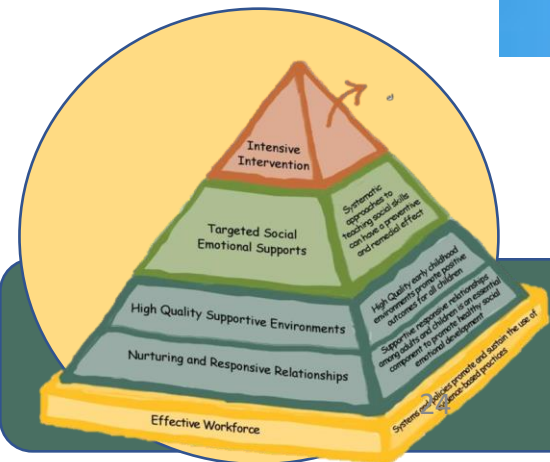 Intensive
Intervention
Systematic
approaches to
teaching social skills
can have a preventive
and remedial effect
Targeted Social
Emotional Supports
High Quality early childhood
environments promote positive
outcomes for all children
High Quality Supportive Environments
Supportive responsive relationships
among adults and children is an essential
component to promote healthy social
emotional development
Nurturing and Responsive Relationships
Systems and policies promote and sustain the use of
evidence-based practices
Effective Workforce
24